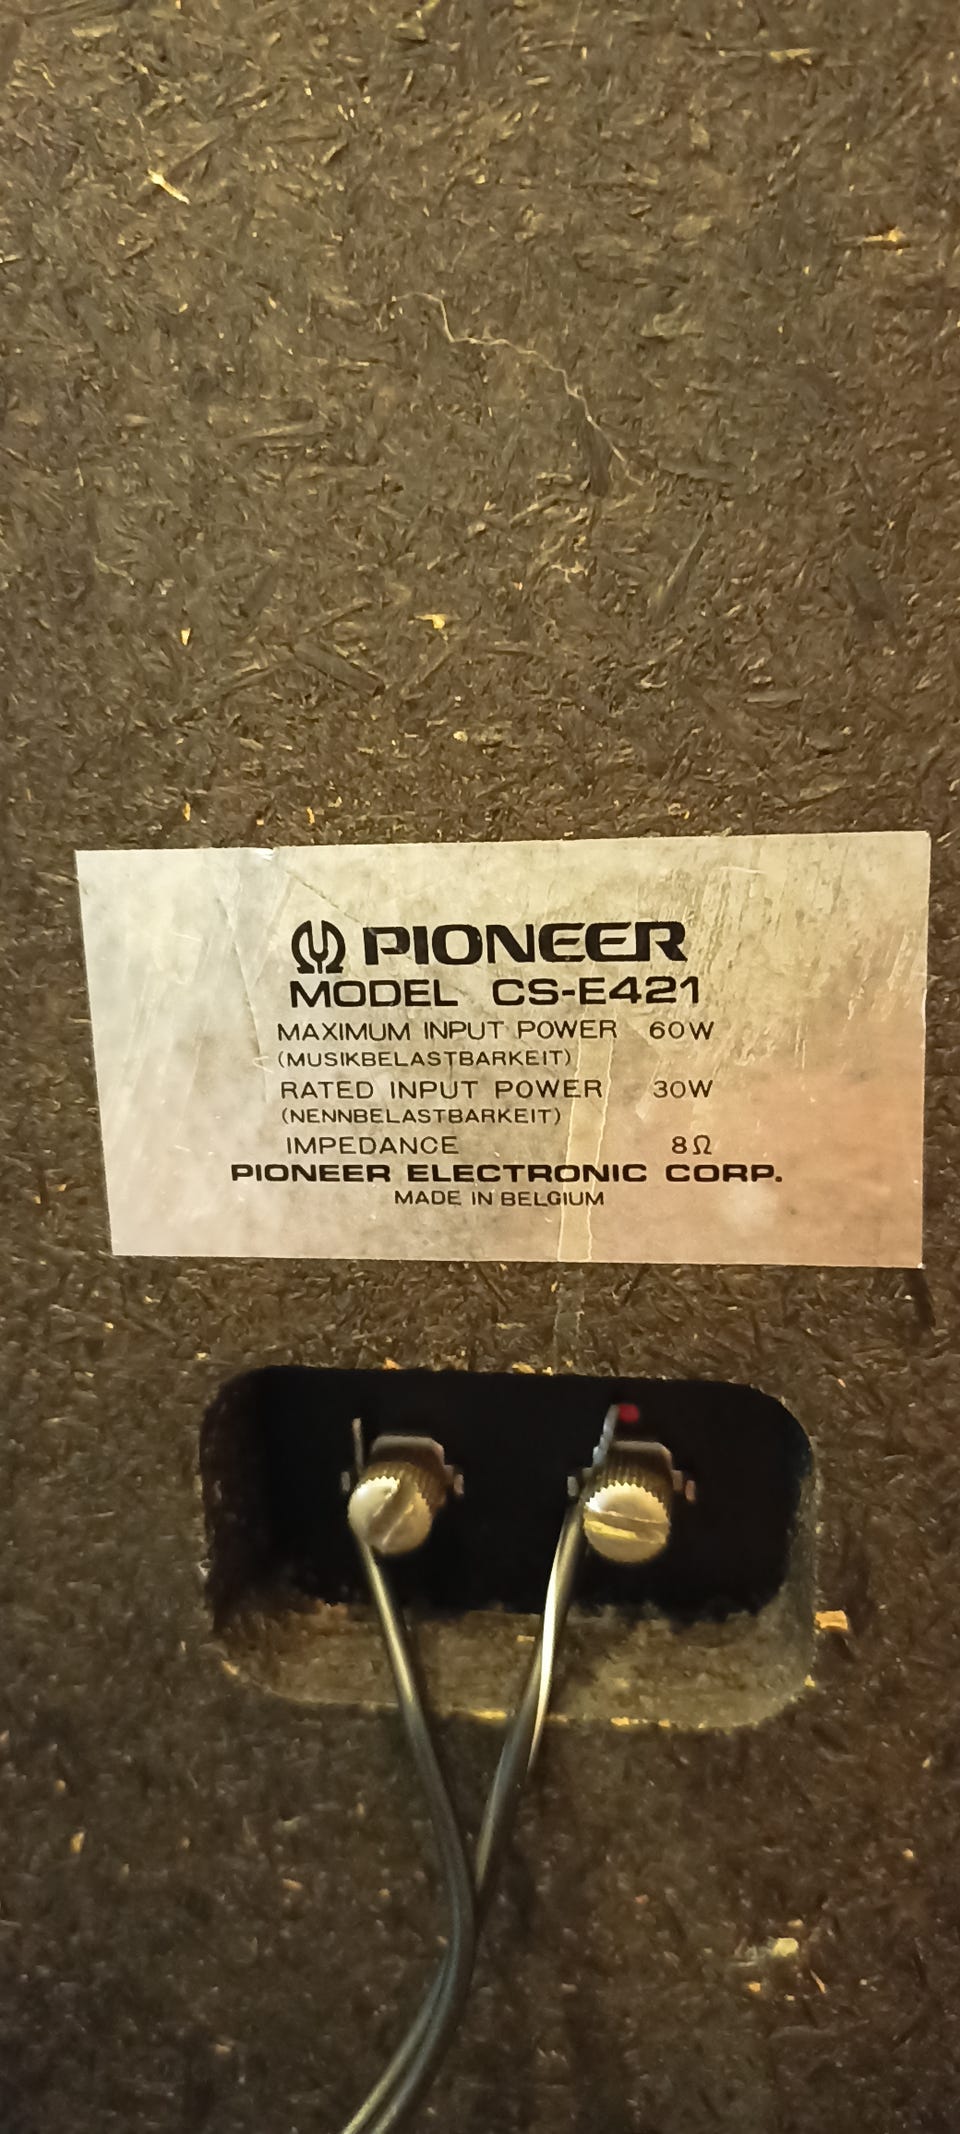 PIONEER
MODEL CS-E421
MAXIMUM INPUT POWER 60W
(MUSIKBELASTBARKEIT)
RATED INPUT POWER 30W
(NENNBELASTBARKEIT)
IMPEDANCE 8Ω
PIONEER ELECTRONIC CORP.
MADE IN BELGIUM